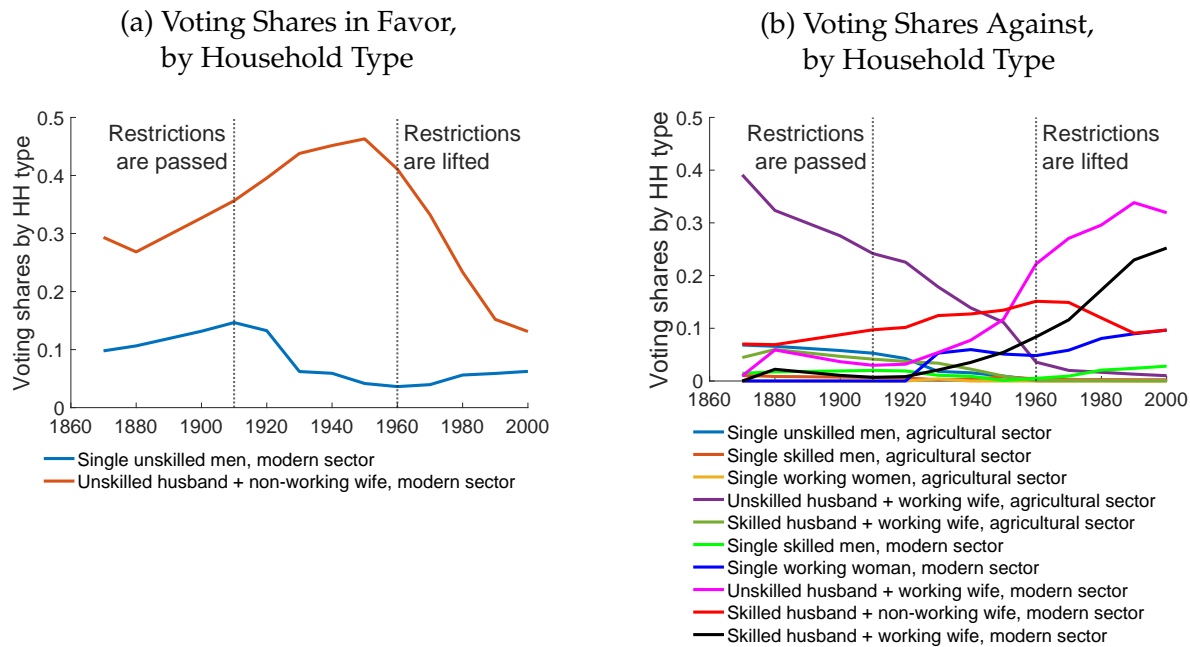 (a) Voting Shares in Favor,
by Household Type
Voting shares by HH type
0.5
0.4
0.3
0.2
0.1
0
Restrictions
are passed
Restrictions
are lifted
1860 1880 1900 1920 1940 1960 1980 2000
Single unskilled men, modern sector
Unskilled husband + non-working wife, modern sector
(b) Voting Shares Against,
by Household Type
Voting shares by HH type
0.5
0.4
0.3
0.2
0.1
0
Restrictions
are passed
Restrictions
are lifted
1860 1880 1900 1920 1940 1960 1980 2000
Single unskilled men, agricultural sector
Single skilled men, agricultural sector
Single working women, agricultural sector
Unskilled husband + working wife, agricultural sector
Skilled husband + working wife, agricultural sector
Single skilled men, modern sector
Single working woman, modern sector
Unskilled husband + working wife, modern sector
Skilled husband + non-working wife, modern sector
Skilled husband + working wife, modern sector